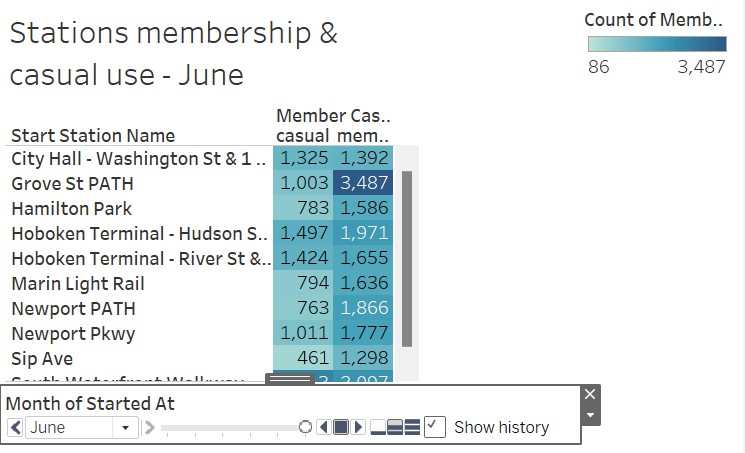 Stations membership &
casual use - June
Count of Memb..
86 3,487
Member Cas..
Start Station Name casual mem..
City Hall - Washington St & 1 .. 1,325 1,392
Grove St PATH 1,003 3,487
Hamilton Park 783 1,586
Hoboken Terminal - Hudson S.. 1,497 1,971
Hoboken Terminal - River St &.. 1,424 1,655
Marin Light Rail 794 1,636
Newport PATH 763 1,866
Newport Pkwy 1,011 1,777
Sip Ave 461 1,298
South Waterfront Walkway
Month of Started At
June
Show history